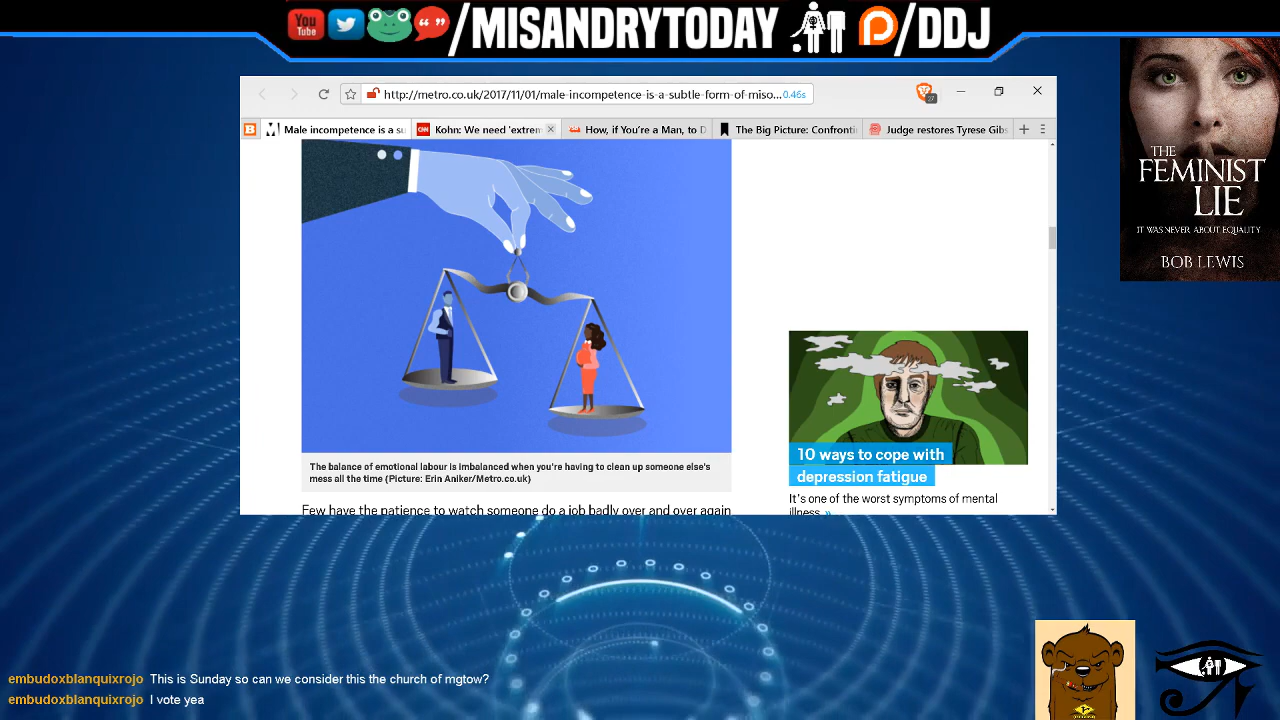 You
Tube
/MISANDRYTODAY
/DDJ
http://metro.co.uk/2017/11/01/male-incompetence-is-a-subtle-form-of-miso...0.46s
27
Male incompetence is a su
CNN
Kohn: We need 'extrem
How, if You're a Man, to D
The Big Picture: Confronti
Judge restores Tyrese Gibs
THE
FEMINIST
LIE
IT WAS NEVER ABOUT EQUALITY
BOB LEWIS
The balance of emotional labour is imbalanced when you're having to clean up someone else's
mess all the time (Picture: Erin Aniker/Metro.co.uk)
Few have the patience to watch someone do a job badly over and over again
10 ways to cope with
depression fatigue
It's one of the worst symptoms of mental
illness »
embudoxblanquixrojo This is Sunday so can we consider this the church of mgtow?
embudoxblanquixrojo I vote yea